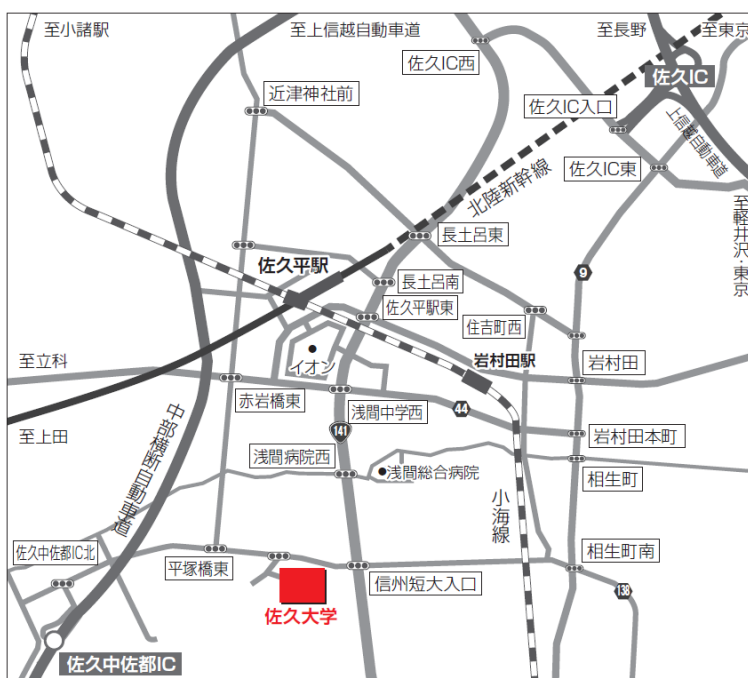 至小諸駅
至上信越自動車道
至長野
至東京
佐久IC西
佐久IC
近津神社前
佐久IC入口
上信越自動車道
佐久IC東
北陸新幹線
至軽井沢・東京
長土呂東
佐久平駅
9
長土呂南
佐久平駅東
住吉町西
イオン
岩村田駅
岩村田
至立科
赤岩橋東
浅間中学西
44
至上田
141
岩村田本町
中部横断自動車道
浅間病院西
浅間総合病院
相生町
小海線
佐久中佐都IC北
平塚橋東
信州短大入口
相生町南
138
佐久大学
佐久中佐都IC